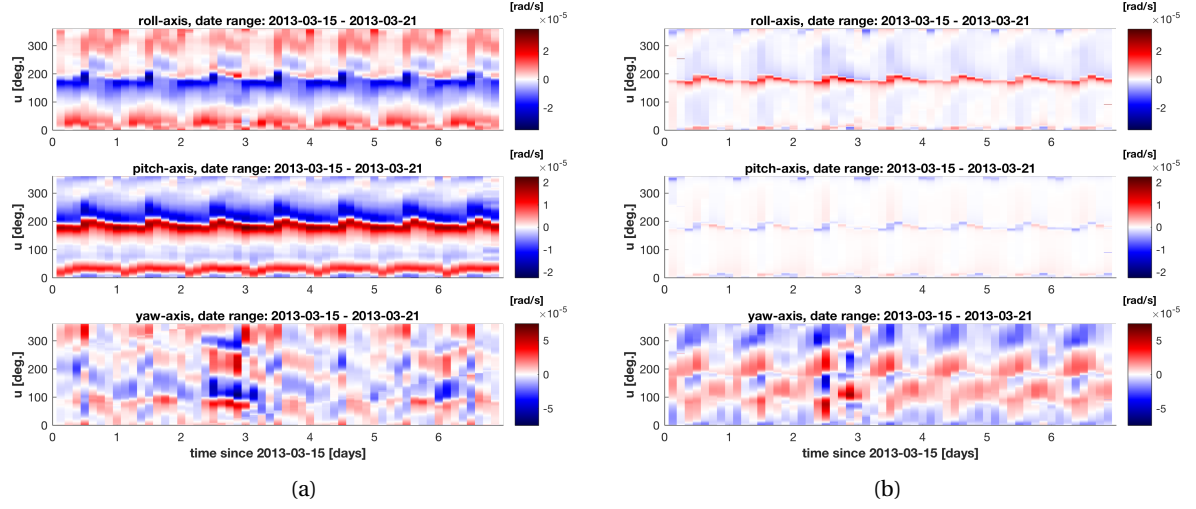 [rad/s]
roll-axis, date range: 2013-03-15 - 2013-03-21
×10⁻⁵
u [deg.]
300
200
100
0
0 1 2 3 4 5 6
2
0
-2
[rad/s]
pitch-axis, date range: 2013-03-15 - 2013-03-21
×10⁻⁵
u [deg.]
300
200
100
0
0 1 2 3 4 5 6
2
1
0
-1
-2
[rad/s]
yaw-axis, date range: 2013-03-15 - 2013-03-21
×10⁻⁵
u [deg.]
300
200
100
0
0 1 2 3 4 5 6
5
0
-5
time since 2013-03-15 [days]
(a)
[rad/s]
roll-axis, date range: 2013-03-15 - 2013-03-21
×10⁻⁵
u [deg.]
300
200
100
0
0 1 2 3 4 5 6
2
0
-2
[rad/s]
pitch-axis, date range: 2013-03-15 - 2013-03-21
×10⁻⁵
u [deg.]
300
200
100
0
0 1 2 3 4 5 6
2
1
0
-1
-2
[rad/s]
yaw-axis, date range: 2013-03-15 - 2013-03-21
×10⁻⁵
u [deg.]
300
200
100
0
0 1 2 3 4 5 6
5
0
-5
time since 2013-03-15 [days]
(b)